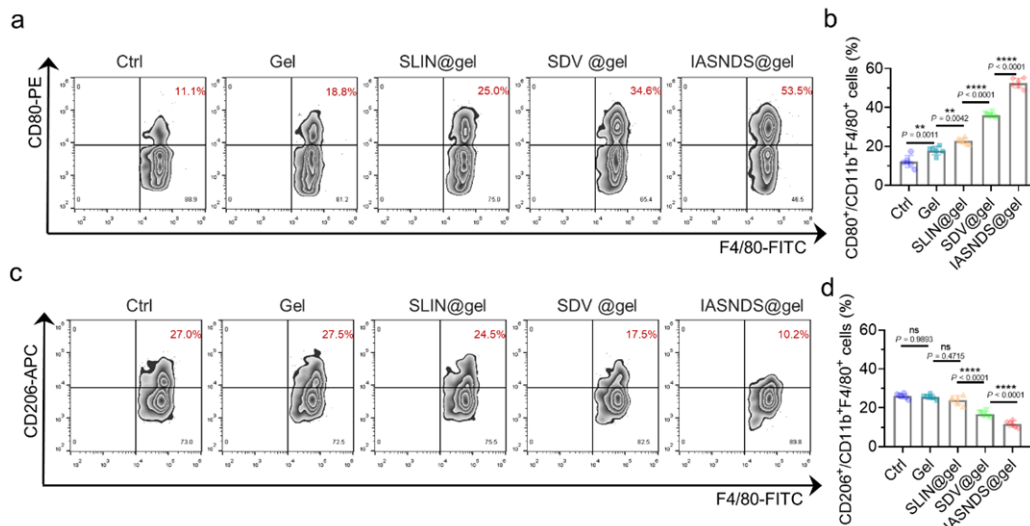 a
Ctrl Gel SLIN@gel SDV @gel IASNDS@gel
CD80-PE
11.1% 18.8% 25.0% 34.6% 53.5%
88.9 81.2 75.0 65.4 46.5
F4/80-FITC
b
CD80⁺/CD11b⁺F4/80⁺ cells (%)
60
40
20
0
**
P = 0.0011
**
P = 0.0042
****
P < 0.0001
****
P < 0.0001
Ctrl
Gel
SLIN@gel
SDV@gel
IASNDS@gel
c
Ctrl Gel SLIN@gel SDV @gel IASNDS@gel
CD206-APC
27.0% 27.5% 24.5% 17.5% 10.2%
73.0 72.5 75.5 82.5 89.8
F4/80-FITC
d
CD206⁺/CD11b⁺F4/80⁺ cells (%)
60
40
20
0
ns
P = 0.9893
ns
P = 0.4715
****
P < 0.0001
****
P < 0.0001
Ctrl
Gel
SLIN@gel
SDV@gel
IASNDS@gel